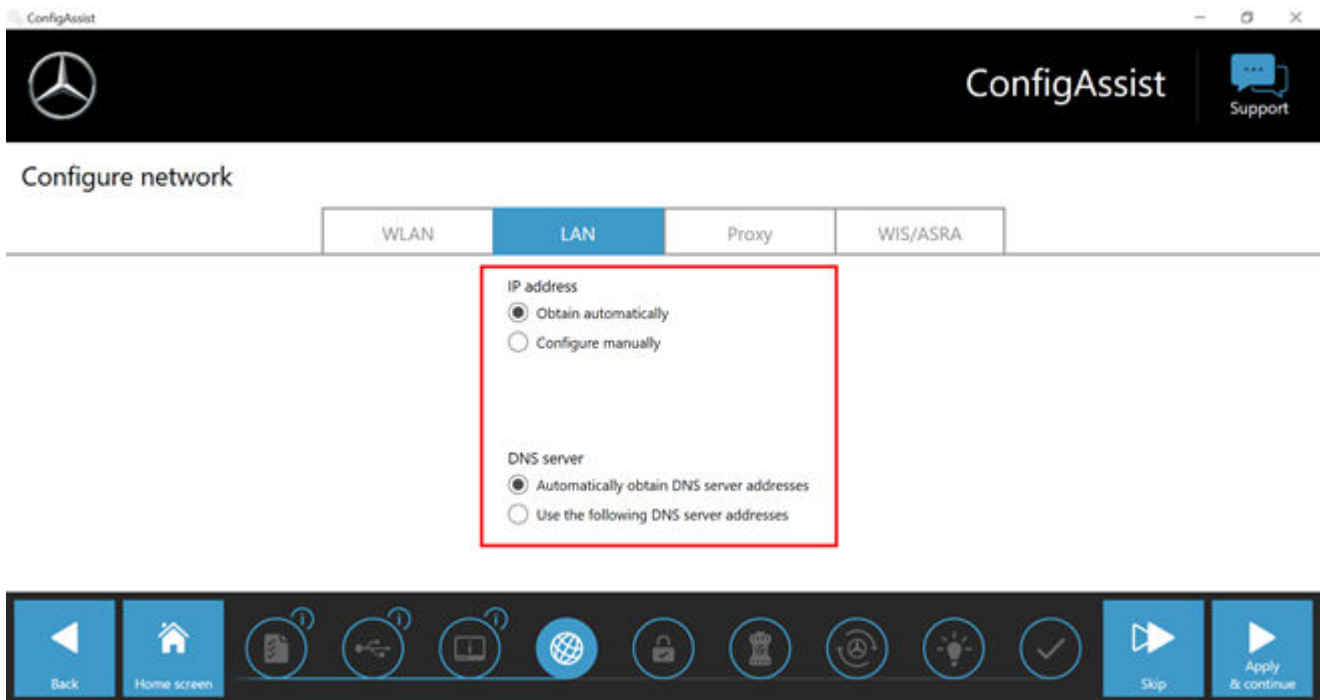 ConfigAssist
ConfigAssist
Support
Configure network
WLAN
LAN
Proxy
WIS/ASRA
IP address
Obtain automatically
Configure manually
DNS server
Automatically obtain DNS server addresses
Use the following DNS server addresses
Back
Home screen
Skip
Apply
& continue